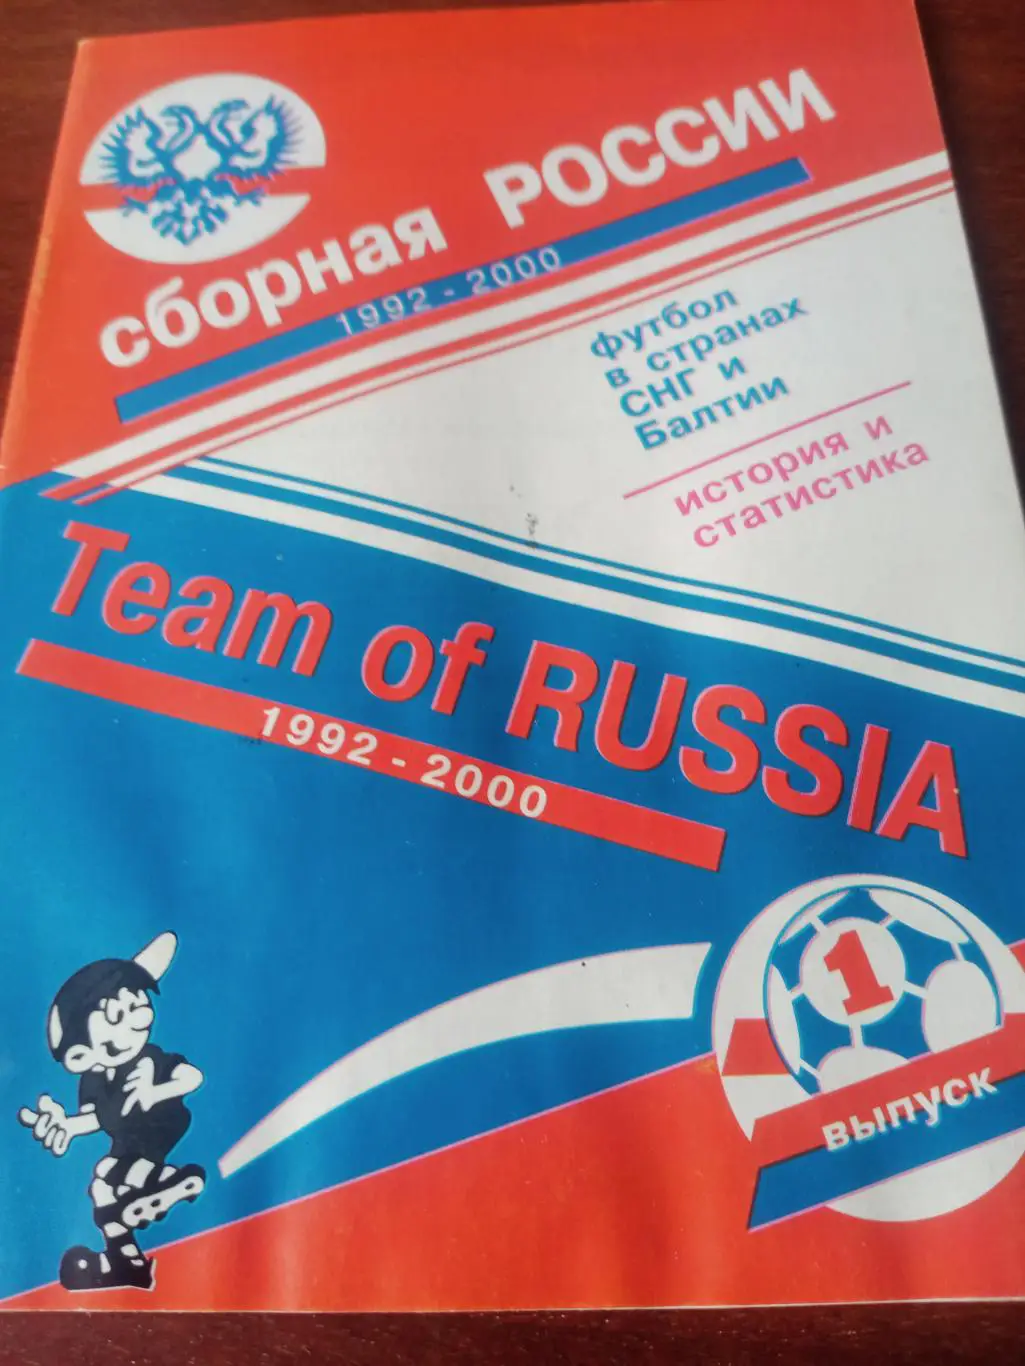 сборная РОССИИ
1992-2000
футбол
в странах
СНГ и
Балтии
история и
статистика
Team of RUSSIA
1992-2000
1
выпуск